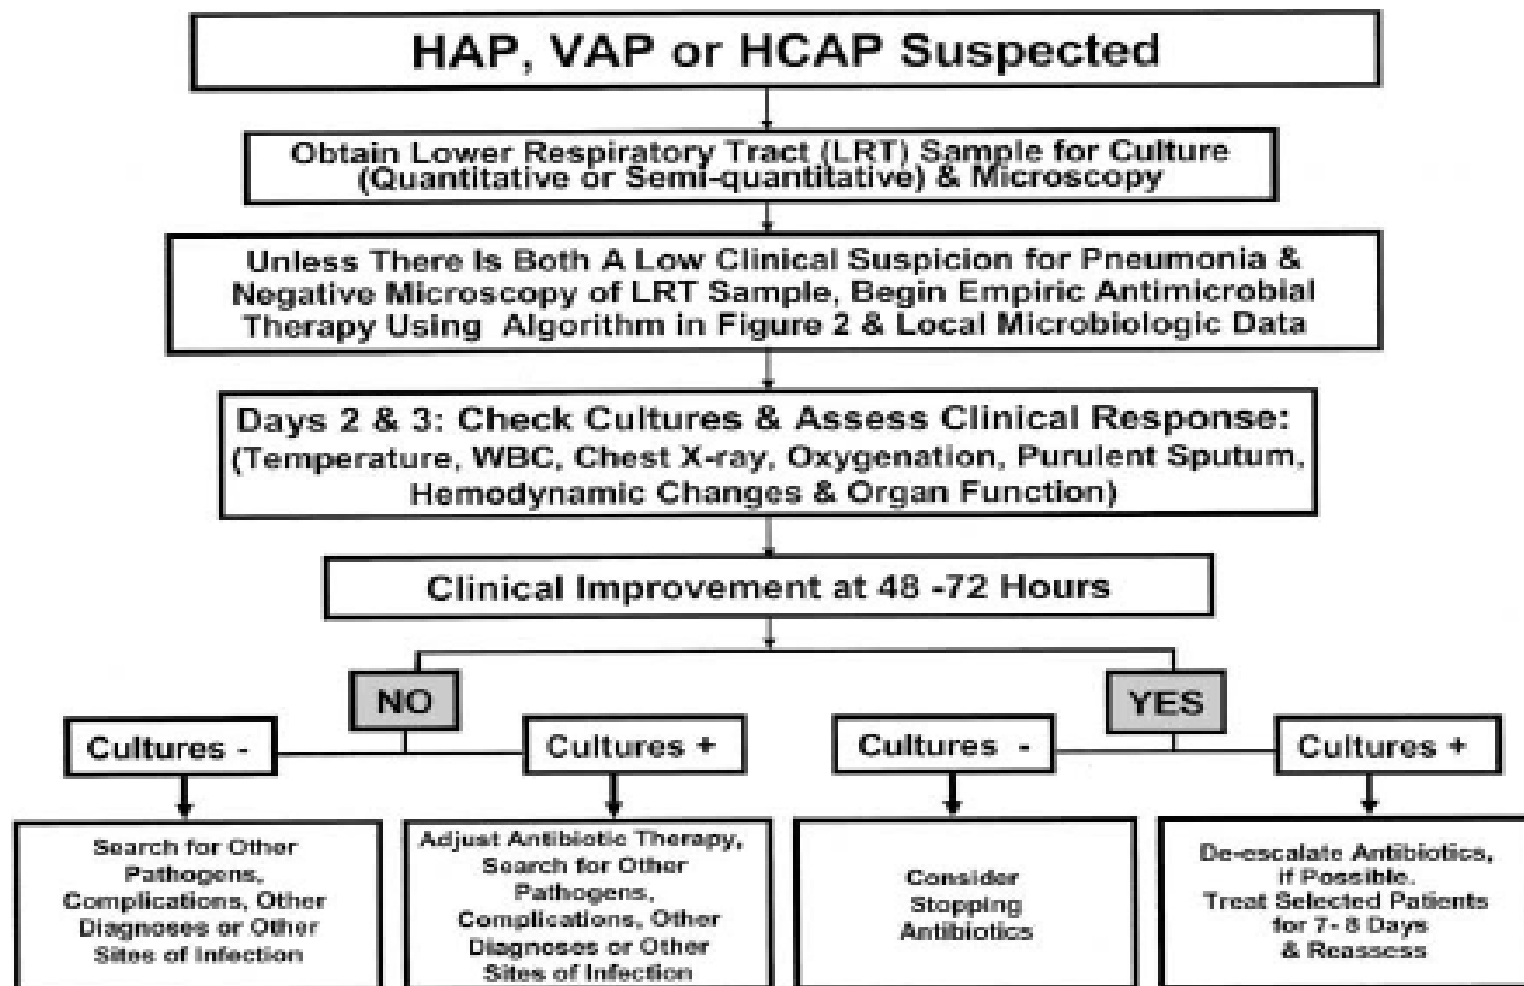 HAP, VAP or HCAP Suspected
Obtain Lower Respiratory Tract (LRT) Sample for Culture
(Quantitative or Semi-quantitative) & Microscopy
Unless There Is Both A Low Clinical Suspicion for Pneumonia &
Negative Microscopy of LRT Sample, Begin Empiric Antimicrobial
Therapy Using Algorithm in Figure 2 & Local Microbiologic Data
Days 2 & 3: Check Cultures & Assess Clinical Response:
(Temperature, WBC, Chest X-ray, Oxygenation, Purulent Sputum,
Hemodynamic Changes & Organ Function)
Clinical Improvement at 48 -72 Hours
NO
YES
Cultures -
Cultures +
Cultures -
Cultures +
Search for Other
Pathogens,
Complications, Other
Diagnoses or Other
Sites of Infection
Adjust Antibiotic Therapy,
Search for Other
Pathogens,
Complications, Other
Diagnoses or Other
Sites of Infection
Consider
Stopping
Antibiotics
De-escalate Antibiotics,
if Possible.
Treat Selected Patients
for 7- 8 Days
& Reassess